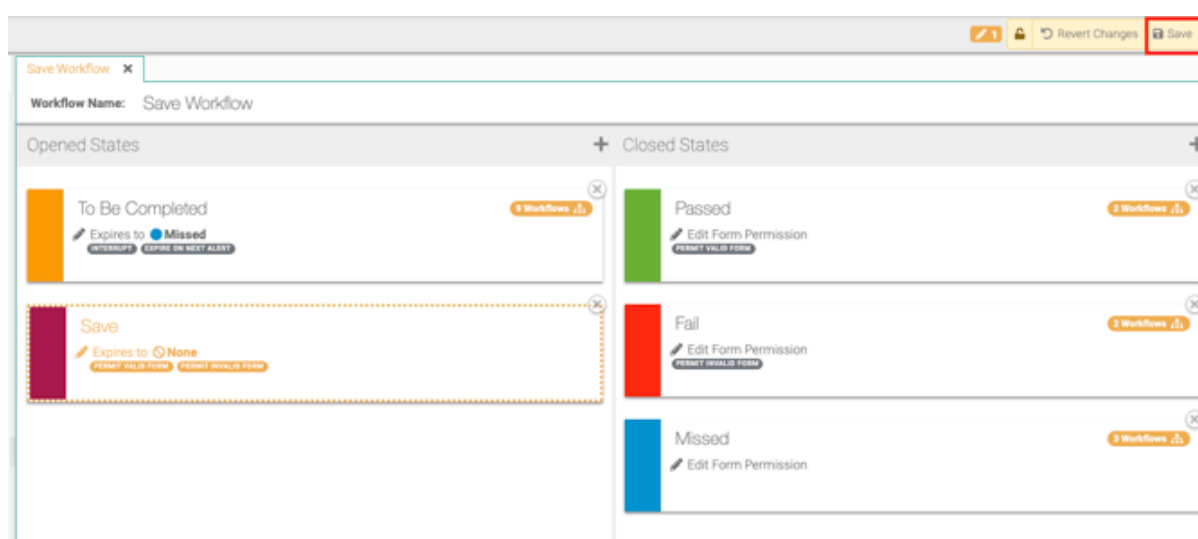 1 Revert Changes Save
Save Workflow
Workflow Name: Save Workflow
Opened States
Closed States
To Be Completed
9 Workflows
Expires to Missed
INTERRUPT EXPIRE ON NEXT ALERT
Save
Expires to None
PERMIT VALID FORM PERMIT INVALID FORM
Passed
2 Workflows
Edit Form Permission
PERMIT VALID FORM
Fail
2 Workflows
Edit Form Permission
PERMIT INVALID FORM
Missed
3 Workflows
Edit Form Permission